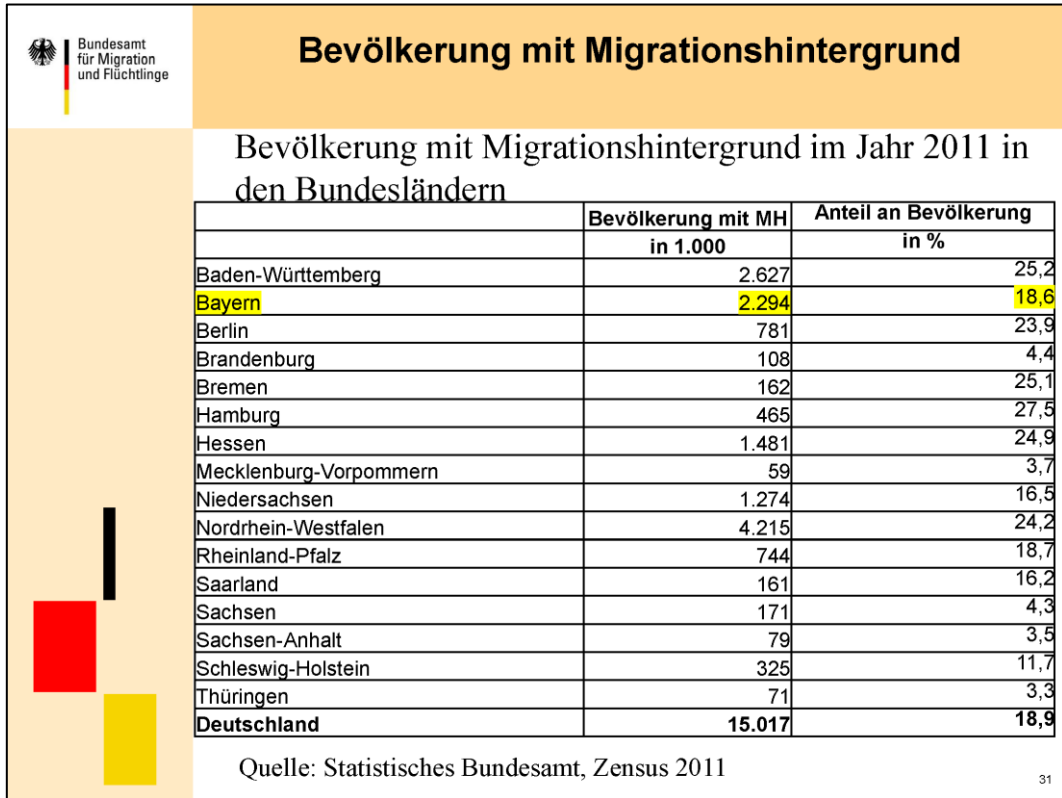 Bundesamt
für Migration
und Flüchtlinge
Bevölkerung mit Migrationshintergrund
Bevölkerung mit Migrationshintergrund im Jahr 2011 in
den Bundesländern
Bevölkerung mit MH Anteil an Bevölkerung
in 1.000 in %
Baden-Württemberg 2.627 25,2
Bayern 2.294 18,6
Berlin 781 23,9
Brandenburg 108 4,4
Bremen 162 25,1
Hamburg 465 27,5
Hessen 1.481 24,9
Mecklenburg-Vorpommern 59 3,7
Niedersachsen 1.274 16,5
Nordrhein-Westfalen 4.215 24,2
Rheinland-Pfalz 744 18,7
Saarland 161 16,2
Sachsen 171 4,3
Sachsen-Anhalt 79 3,5
Schleswig-Holstein 325 11,7
Thüringen 71 3,3
Deutschland 15.017 18,9
Quelle: Statistisches Bundesamt, Zensus 2011
31